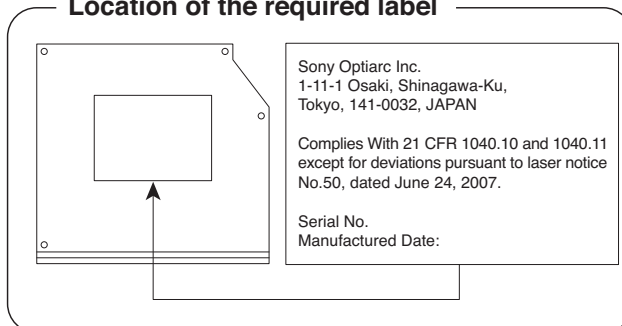 Location of the required label
Sony Optiarc Inc.
1-11-1 Osaki, Shinagawa-Ku,
Tokyo, 141-0032, JAPAN
Complies With 21 CFR 1040.10 and 1040.11
except for deviations pursuant to laser notice
No.50, dated June 24, 2007.
Serial No.
Manufactured Date: